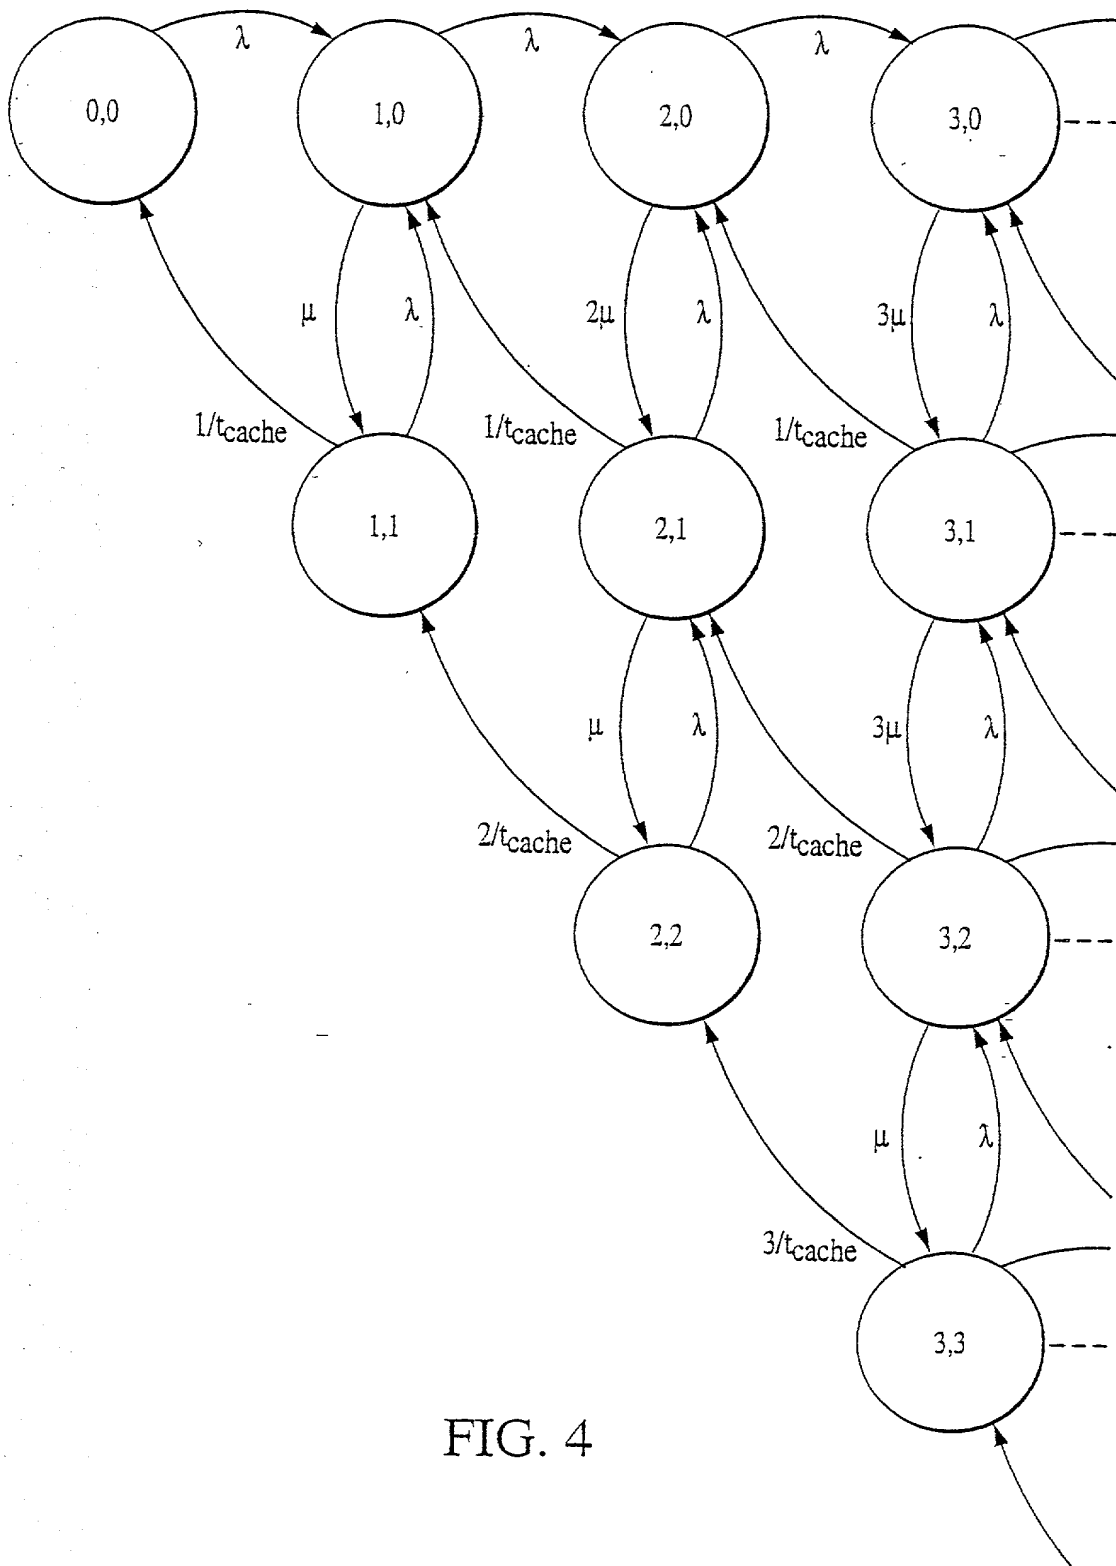 λ λ λ
0,0 1,0 2,0 3,0
μ λ 2μ λ 3μ λ
1/tcache 1/tcache 1/tcache
1,1 2,1 3,1
μ λ 3μ λ
2/tcache 2/tcache
2,2 3,2
μ λ
3/tcache
3,3
FIG. 4